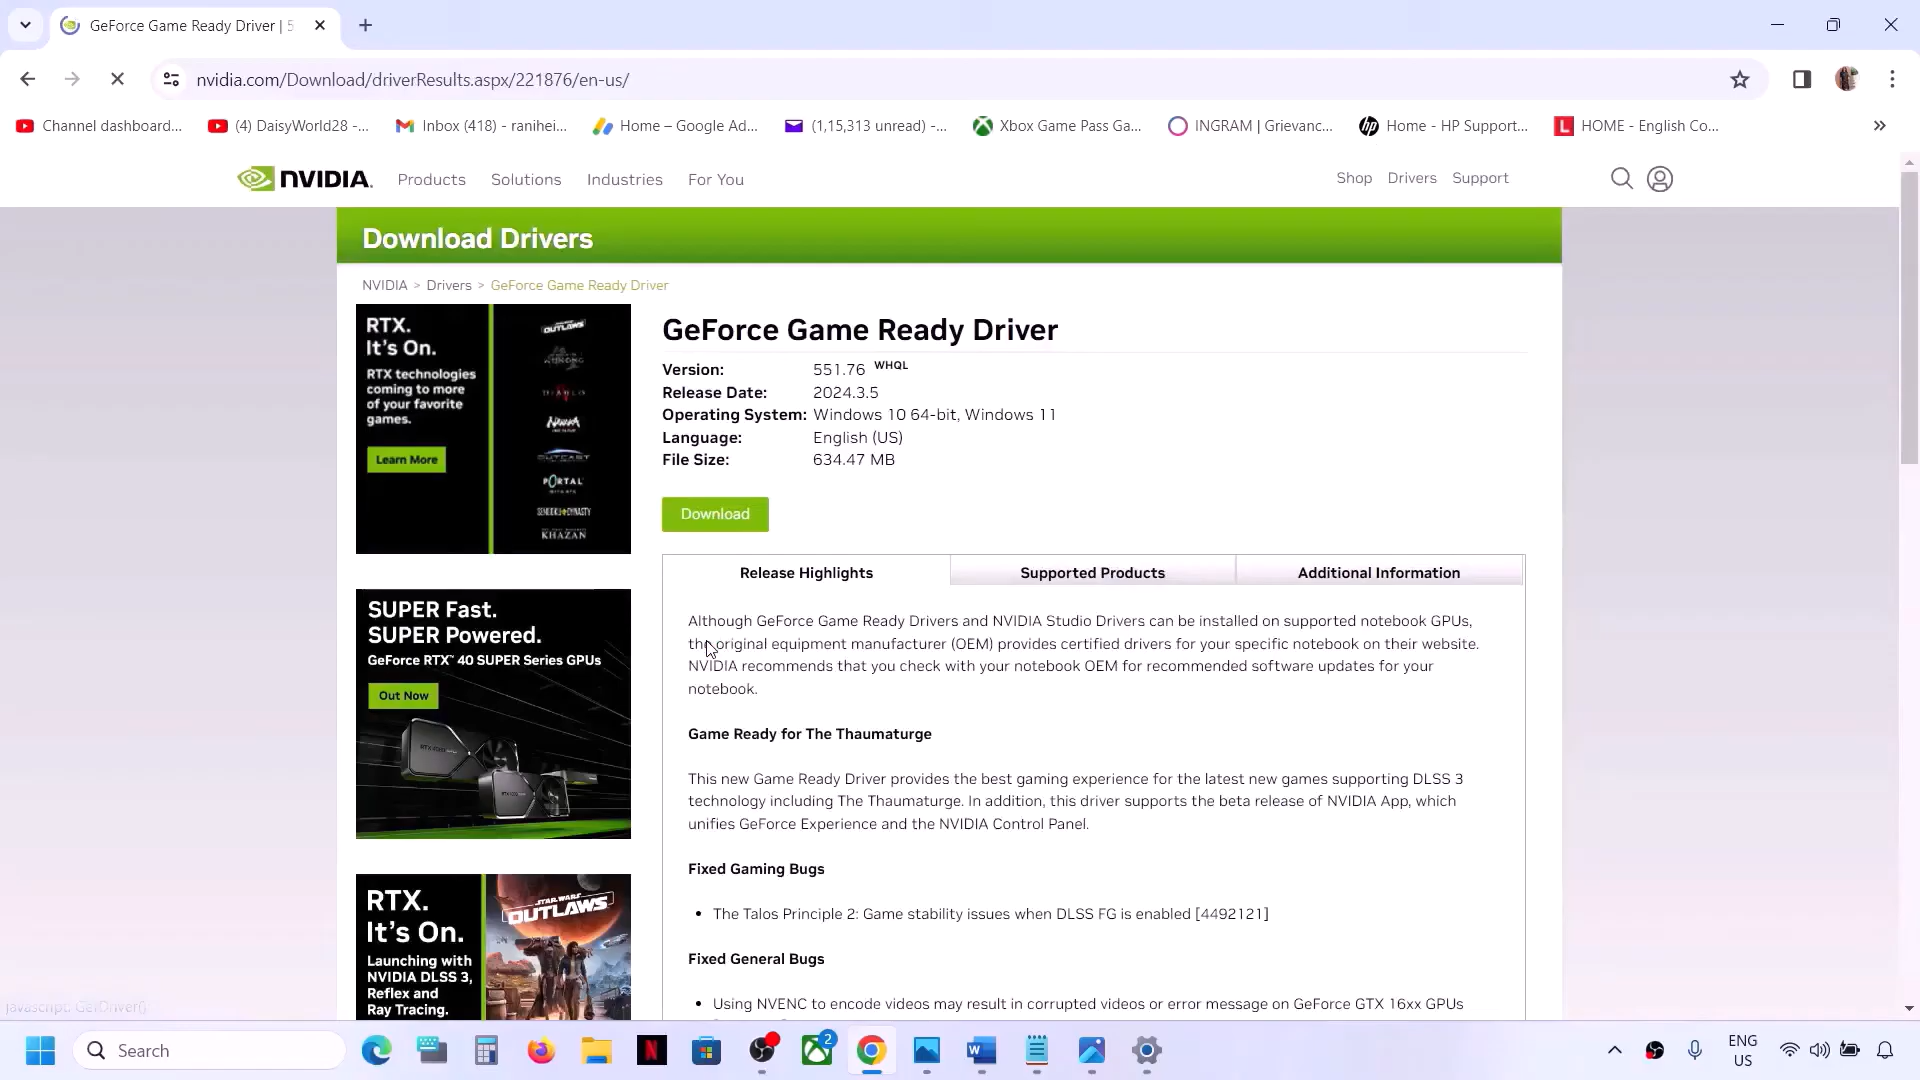 GeForce Game Ready Driver | 5
nvidia.com/Download/driverResults.aspx/221876/en-us/
Channel dashboard...
(4) DaisyWorld28 -...
Inbox (418) - ranihei...
Home – Google Ad...
(1,15,313 unread) -...
Xbox Game Pass Ga...
INGRAM | Grievanc...
Home - HP Support...
HOME - English Co...
NVIDIA.
Products
Solutions
Industries
For You
Shop
Drivers
Support
Download Drivers
NVIDIA > Drivers > GeForce Game Ready Driver
RTX.
It's On.
RTX technologies
coming to more
of your favorite
games.
Learn More
OUTLAWS
DIABLO
NARAKA
OUTCAST
PORTAL
WITH RTX
SENGOKU DYNASTY
KHAZAN
GeForce Game Ready Driver
Version: 551.76 WHQL
Release Date: 2024.3.5
Operating System: Windows 10 64-bit, Windows 11
Language: English (US)
File Size: 634.47 MB
Download
Release Highlights
Supported Products
Additional Information
Although GeForce Game Ready Drivers and NVIDIA Studio Drivers can be installed on supported notebook GPUs,
the original equipment manufacturer (OEM) provides certified drivers for your specific notebook on their website.
NVIDIA recommends that you check with your notebook OEM for recommended software updates for your
notebook.
Game Ready for The Thaumaturge
This new Game Ready Driver provides the best gaming experience for the latest new games supporting DLSS 3
technology including The Thaumaturge. In addition, this driver supports the beta release of NVIDIA App, which
unifies GeForce Experience and the NVIDIA Control Panel.
Fixed Gaming Bugs
• The Talos Principle 2: Game stability issues when DLSS FG is enabled [4492121]
Fixed General Bugs
• Using NVENC to encode videos may result in corrupted videos or error message on GeForce GTX 16xx GPUs
SUPER Fast.
SUPER Powered.
GeForce RTX™ 40 SUPER Series GPUs
Out Now
RTX.
It's On.
Launching with
NVIDIA DLSS 3,
Reflex and
Ray Tracing.
STAR WARS
OUTLAWS
javascript: GetDriver()
Search
2
ENG
US